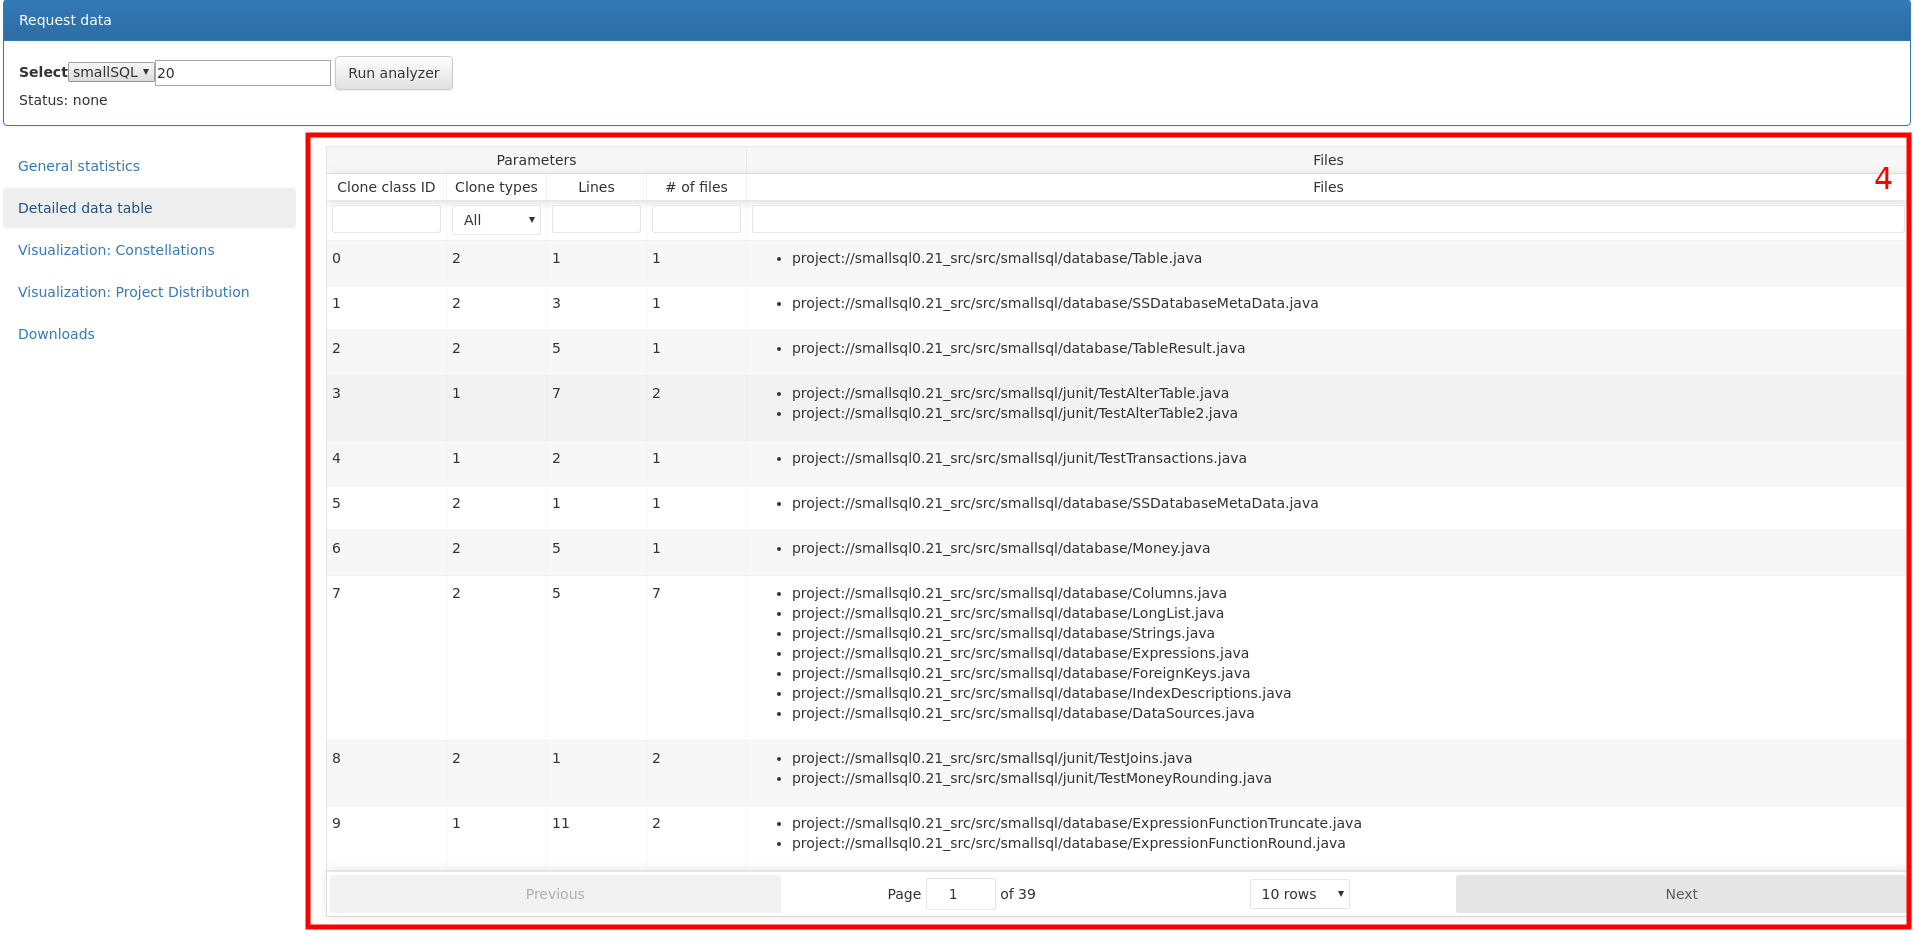 Request data
Select smallSQL 20 Run analyzer
Status: none
General statistics
Detailed data table
Visualization: Constellations
Visualization: Project Distribution
Downloads
Parameters Files
4
Clone class ID Clone types Lines # of files Files
All
0 2 1 1 project://smallsql0.21_src/src/smallsql/database/Table.java
1 2 3 1 project://smallsql0.21_src/src/smallsql/database/SSDatabaseMetaData.java
2 2 5 1 project://smallsql0.21_src/src/smallsql/database/TableResult.java
3 1 7 2 project://smallsql0.21_src/src/smallsql/junit/TestAlterTable.java
project://smallsql0.21_src/src/smallsql/junit/TestAlterTable2.java
4 1 2 1 project://smallsql0.21_src/src/smallsql/junit/TestTransactions.java
5 2 1 1 project://smallsql0.21_src/src/smallsql/database/SSDatabaseMetaData.java
6 2 5 1 project://smallsql0.21_src/src/smallsql/database/Money.java
7 2 5 7 project://smallsql0.21_src/src/smallsql/database/Columns.java
project://smallsql0.21_src/src/smallsql/database/LongList.java
project://smallsql0.21_src/src/smallsql/database/Strings.java
project://smallsql0.21_src/src/smallsql/database/Expressions.java
project://smallsql0.21_src/src/smallsql/database/ForeignKeys.java
project://smallsql0.21_src/src/smallsql/database/IndexDescriptions.java
project://smallsql0.21_src/src/smallsql/database/DataSources.java
8 2 1 2 project://smallsql0.21_src/src/smallsql/junit/TestJoins.java
project://smallsql0.21_src/src/smallsql/junit/TestMoneyRounding.java
9 1 11 2 project://smallsql0.21_src/src/smallsql/database/ExpressionFunctionTruncate.java
project://smallsql0.21_src/src/smallsql/database/ExpressionFunctionRound.java
Previous Page 1 of 39 10 rows Next